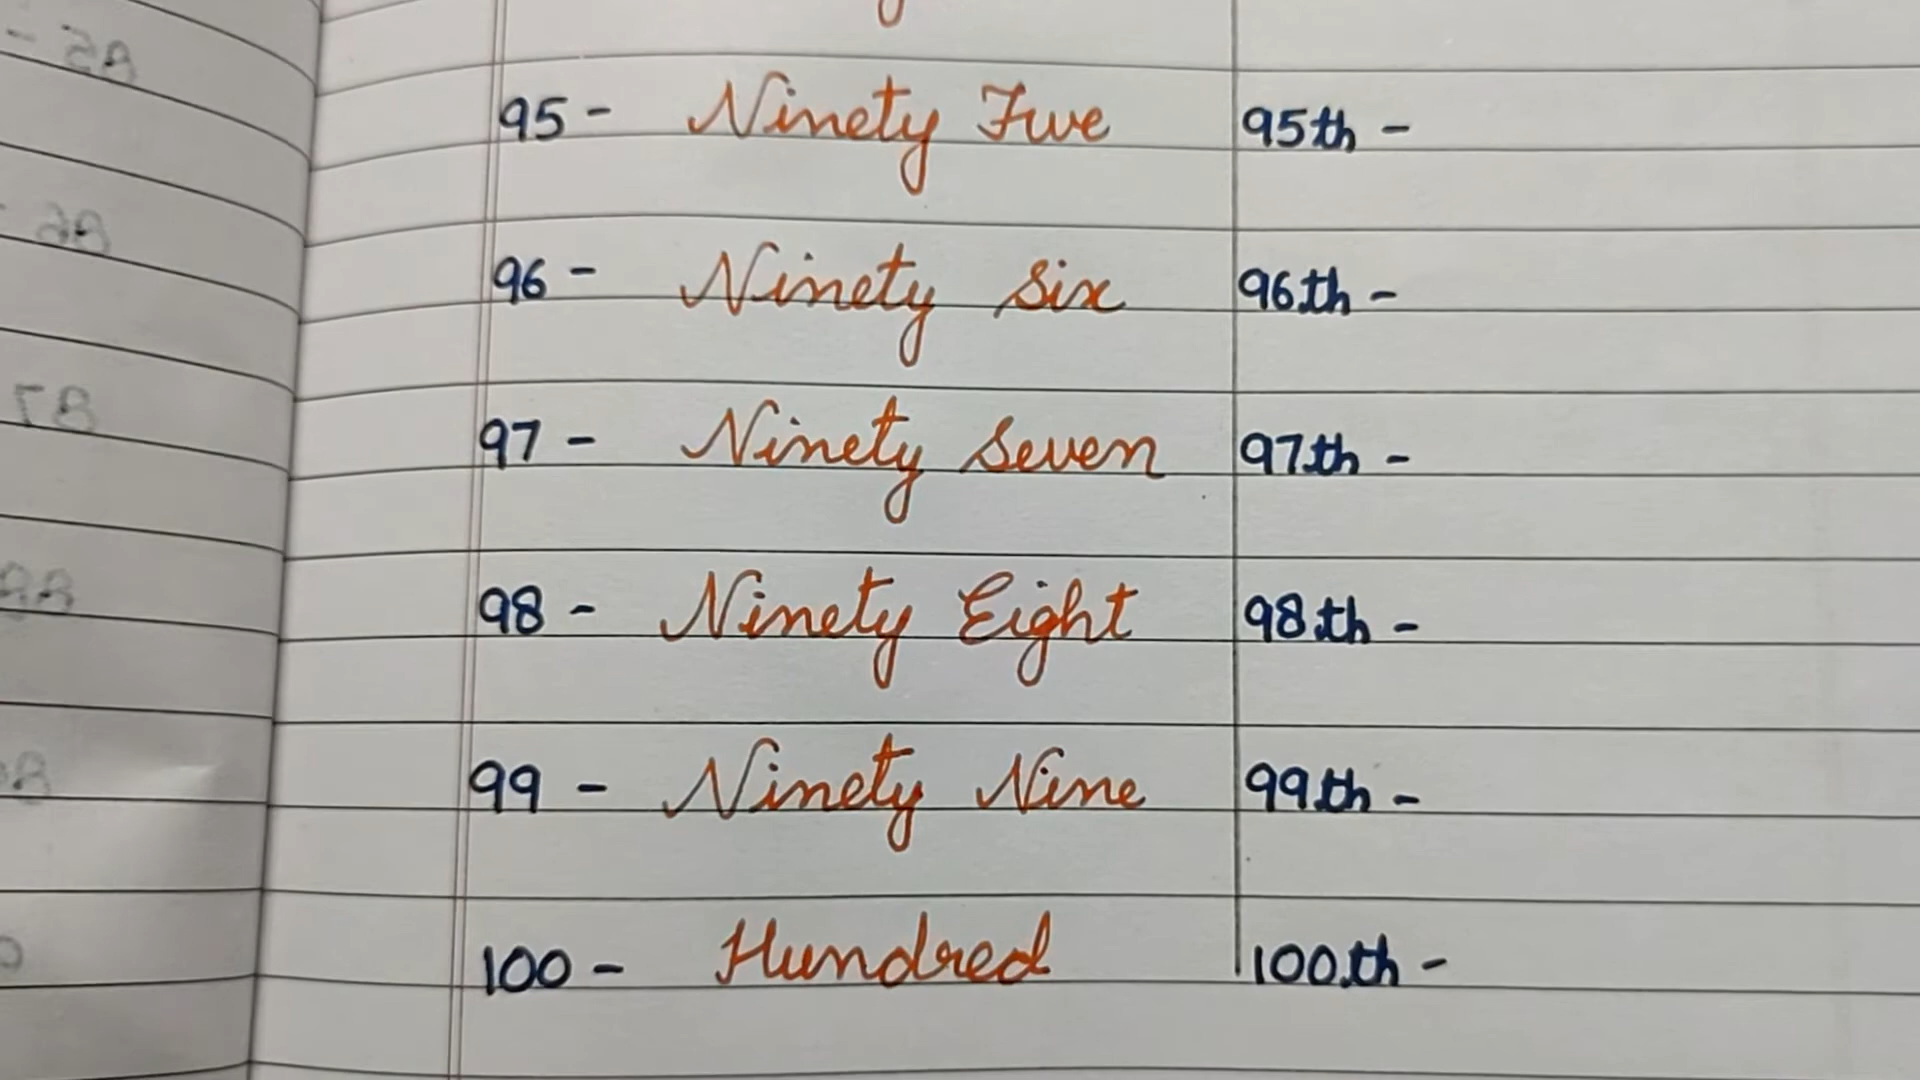 95 - Ninety Five 95th -
96 - Ninety Six 96th -
97 - Ninety Seven 97th -
98 - Ninety Eight 98th -
99 - Ninety Nine 99th -
100 - Hundred 100th -